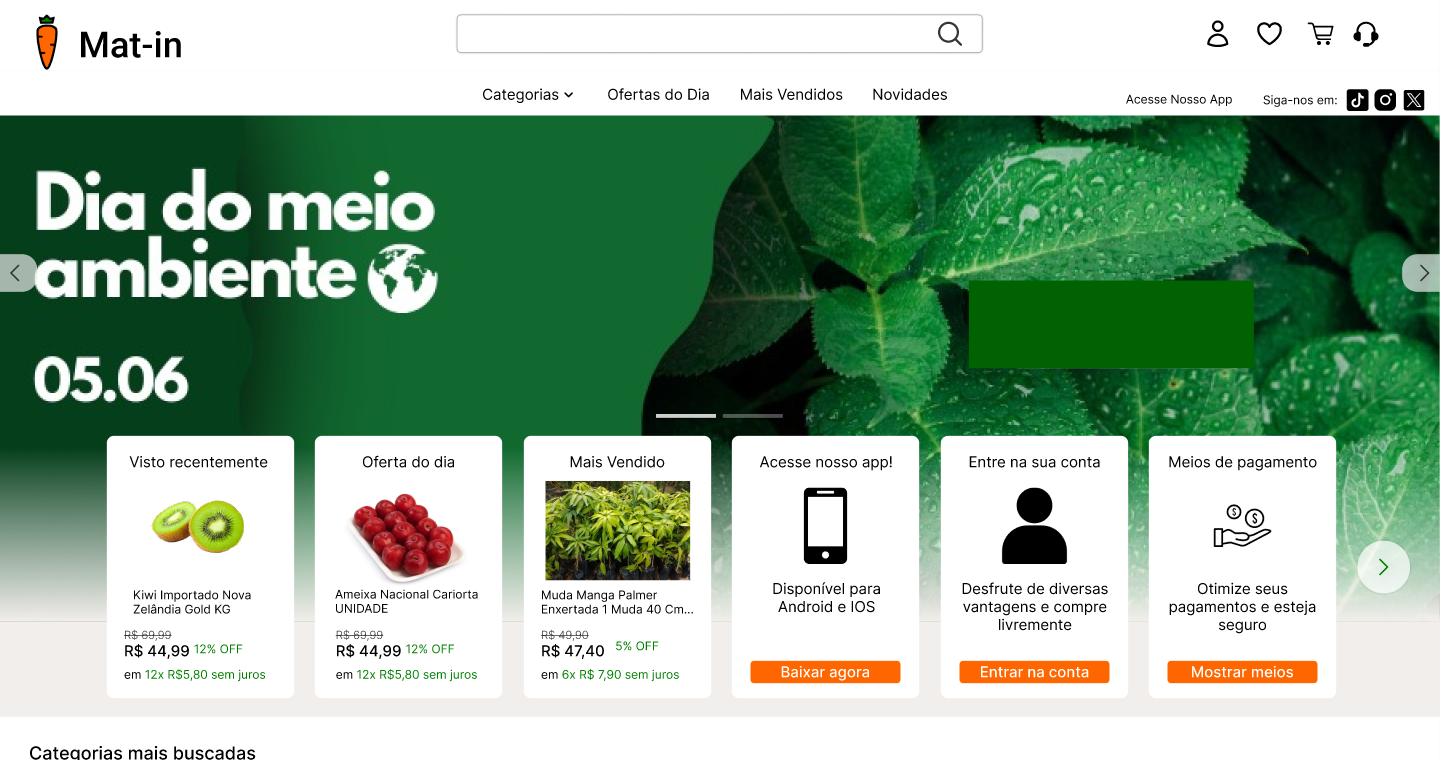 Mat-in
Categorias
Ofertas do Dia
Mais Vendidos
Novidades
Acesse Nosso App
Siga-nos em:
Dia do meio
ambiente
05.06
Visto recentemente
Kiwi Importado Nova
Zelândia Gold KG
R$ 69,99
R$ 44,99 12% OFF
em 12x R$5,80 sem juros
Oferta do dia
Ameixa Nacional Cariorta
UNIDADE
R$ 69,99
R$ 44,99 12% OFF
em 12x R$5,80 sem juros
Mais Vendido
Muda Manga Palmer
Enxertada 1 Muda 40 Cm...
R$ 49,90
R$ 47,40 5% OFF
em 6x R$ 7,90 sem juros
Acesse nosso app!
Disponível para
Android e IOS
Baixar agora
Entre na sua conta
Desfrute de diversas
vantagens e compre
livremente
Entrar na conta
Meios de pagamento
Otimize seus
pagamentos e esteja
seguro
Mostrar meios
Categorias mais buscadas